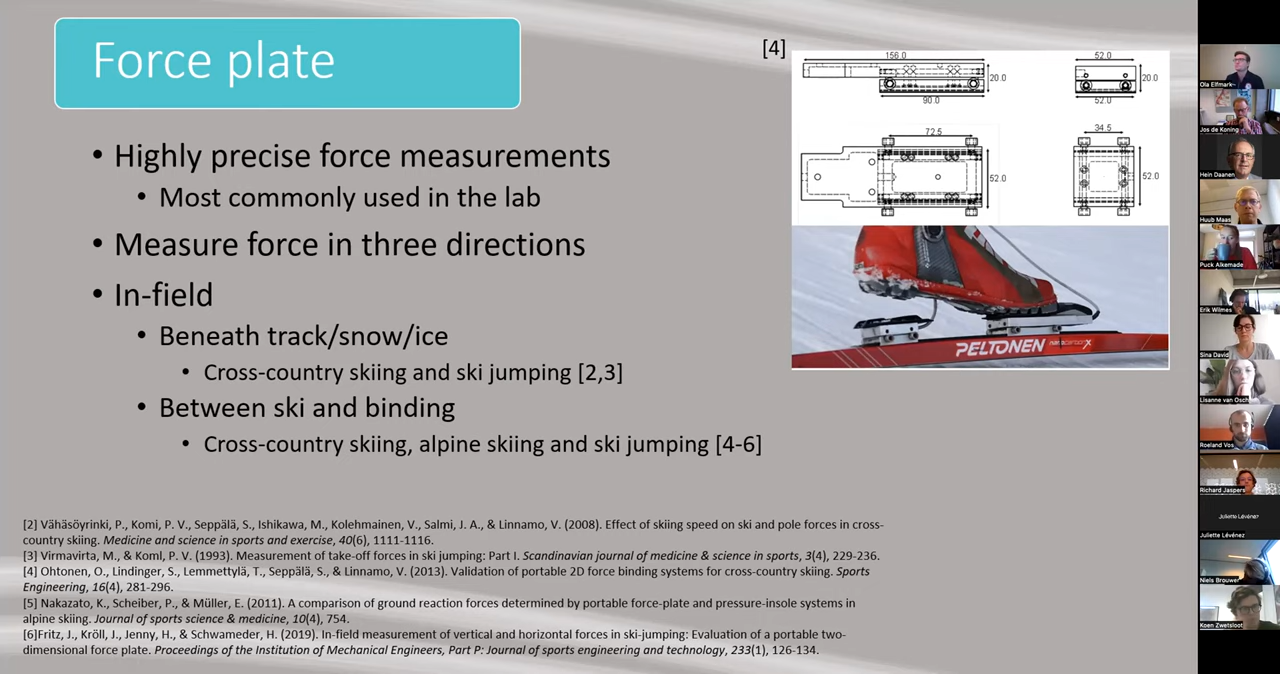 Force plate
• Highly precise force measurements
• Most commonly used in the lab
• Measure force in three directions
• In-field
• Beneath track/snow/ice
• Cross-country skiing and ski jumping [2,3]
• Between ski and binding
• Cross-country skiing, alpine skiing and ski jumping [4-6]
[4]
156.0
20.0
90.0
52.0
20.0
52.0
72.5
52.0
34.5
52.0
PELTONEN
X
[2] Vähäsöyrinki, P., Komi, P. V., Seppälä, S., Ishikawa, M., Kolehmainen, V., Salmi, J. A., & Linnamo, V. (2008). Effect of skiing speed on ski and pole forces in cross-
country skiing. Medicine and science in sports and exercise, 40(6), 1111-1116.
[3] Virmavirta, M., & Komi, P. V. (1993). Measurement of take-off forces in ski jumping: Part I. Scandinavian journal of medicine & science in sports, 3(4), 229-236.
[4] Ohtonen, O., Lindinger, S., Lemmettylä, T., Seppälä, S., & Linnamo, V. (2013). Validation of portable 2D force binding systems for cross-country skiing. Sports
Engineering, 16(4), 281-296.
[5] Nakazato, K., Scheiber, P., & Müller, E. (2011). A comparison of ground reaction forces determined by portable force-plate and pressure-insole systems in
alpine skiing. Journal of sports science & medicine, 10(4), 754.
[6]Fritz, J., Kröll, J., Jenny, H., & Schwameder, H. (2019). In-field measurement of vertical and horizontal forces in ski-jumping: Evaluation of a portable two-
dimensional force plate. Proceedings of the Institution of Mechanical Engineers, Part P: Journal of sports engineering and technology, 233(1), 126-134.
Ola Elfmark
Jos de Koning
Hein Daanen
Huub Maas
Puck Alkemade
Erik Wilmes
Sina David
Lisanne van Osch
Roeland Vos
Richard Jaspers
Juliette Lévénez
Juliette Lévénez
Niels Brouwer
Koen Zwetsloot